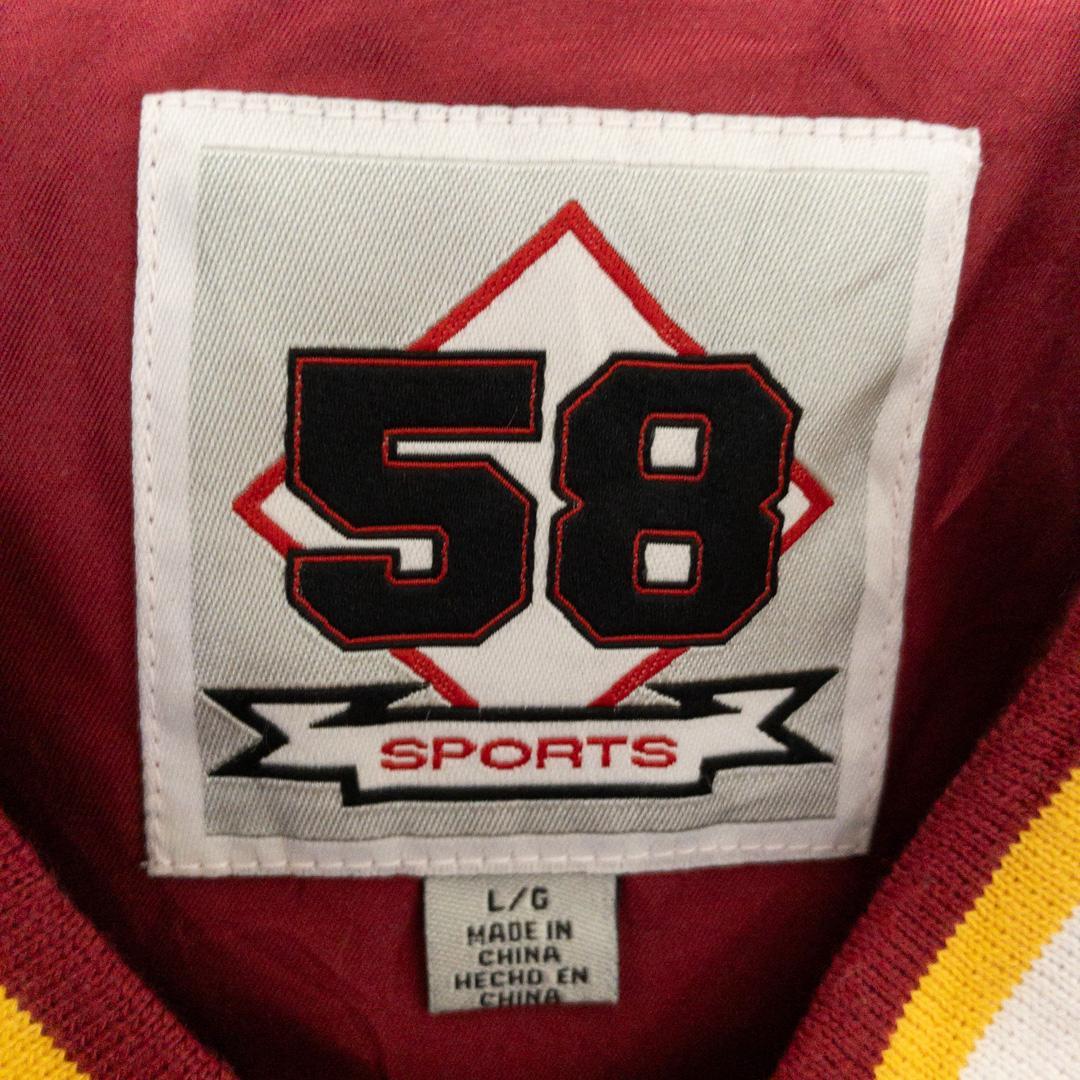 58
SPORTS
L/G
MADE IN
CHINA
HECHO EN
CHINA